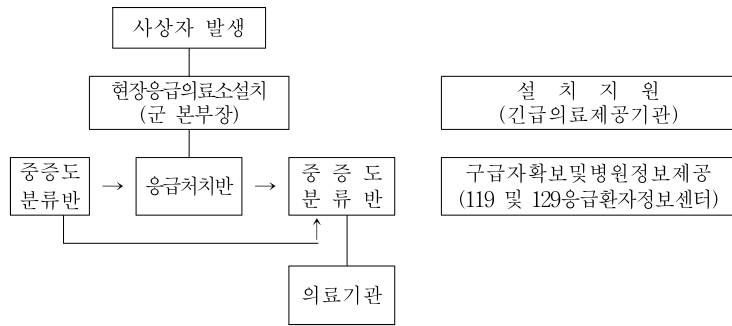 사상자 발생
현장응급의료소설치
(군 본부장)
설 치 지 원
(긴급의료제공기관)
중증도
분류반
→
응급처치반
→
중 증 도
분 류 반
구급자확보및병원정보제공
(119 및 129응급환자정보센터)
의료기관